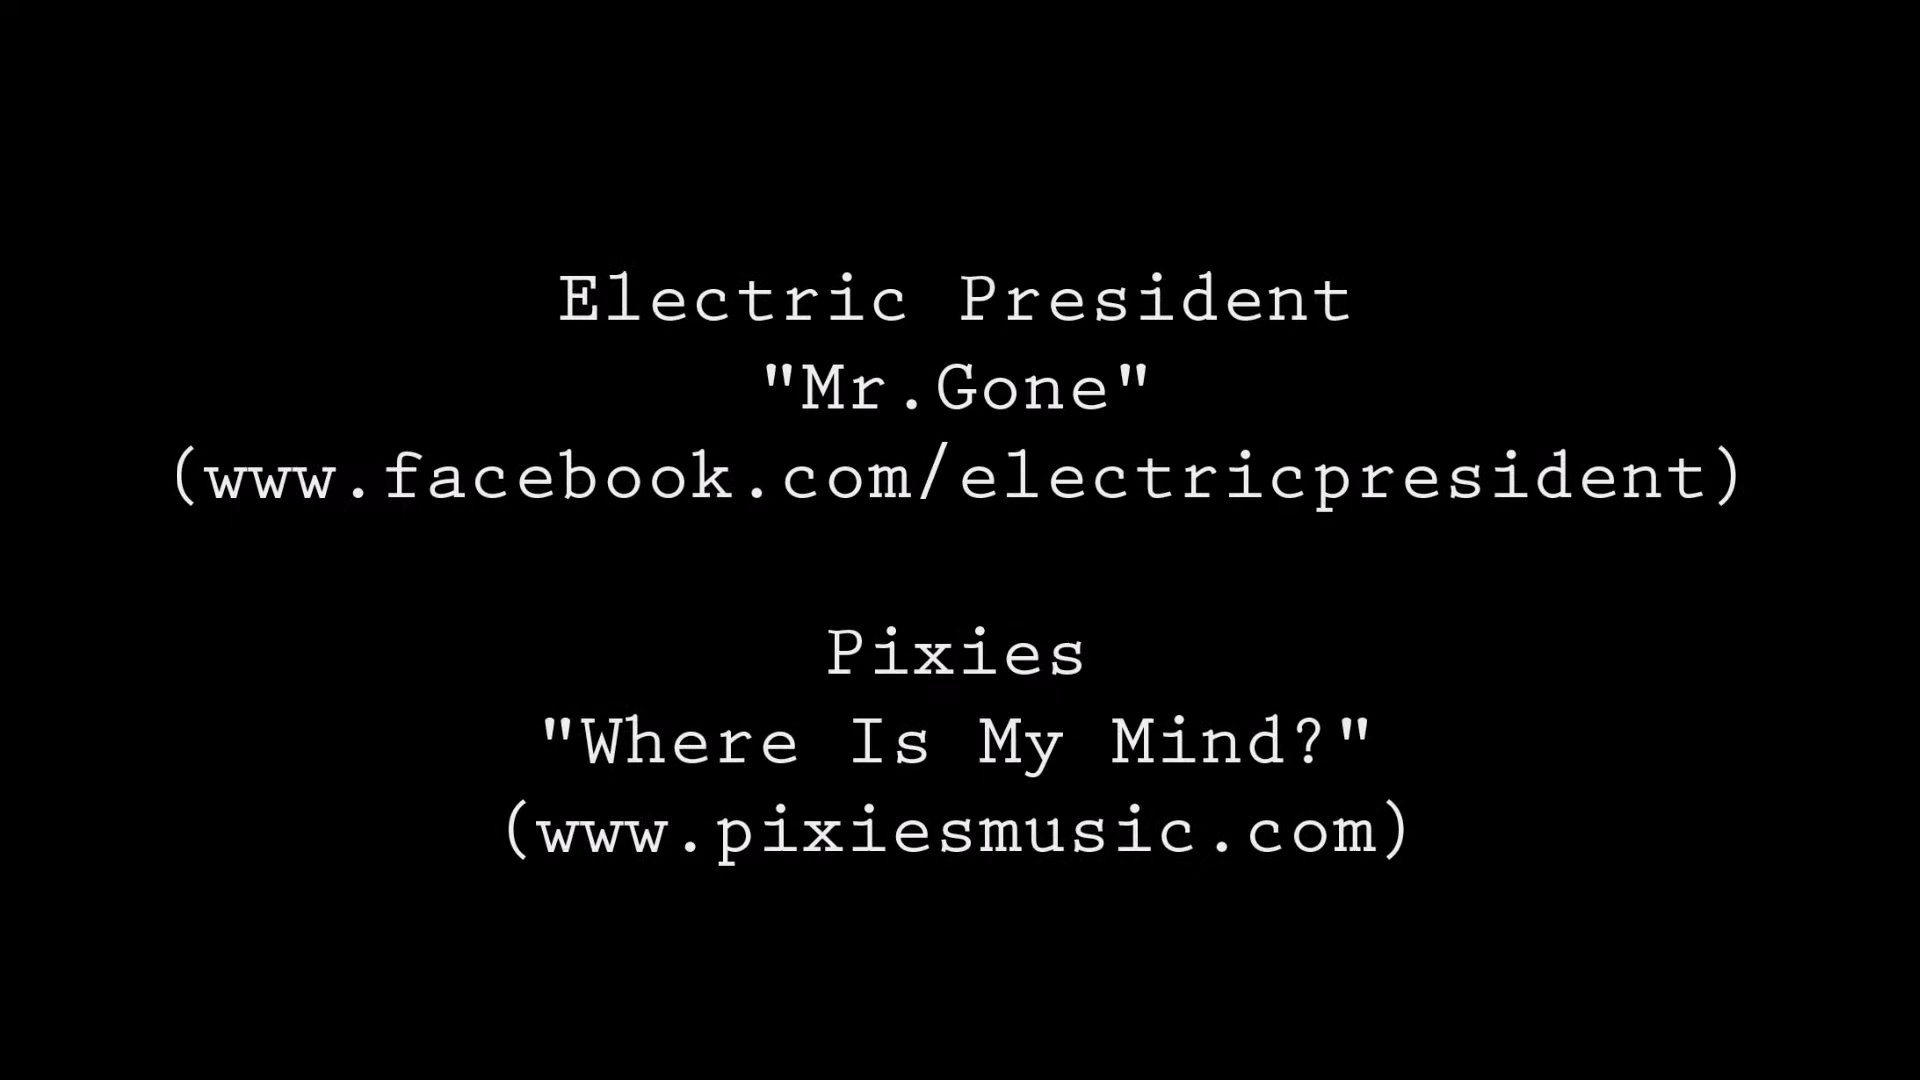 Electric President
"Mr.Gone"
(www.facebook.com/electricpresident)
Pixies
"Where Is My Mind?"
(www.pixiesmusic.com)